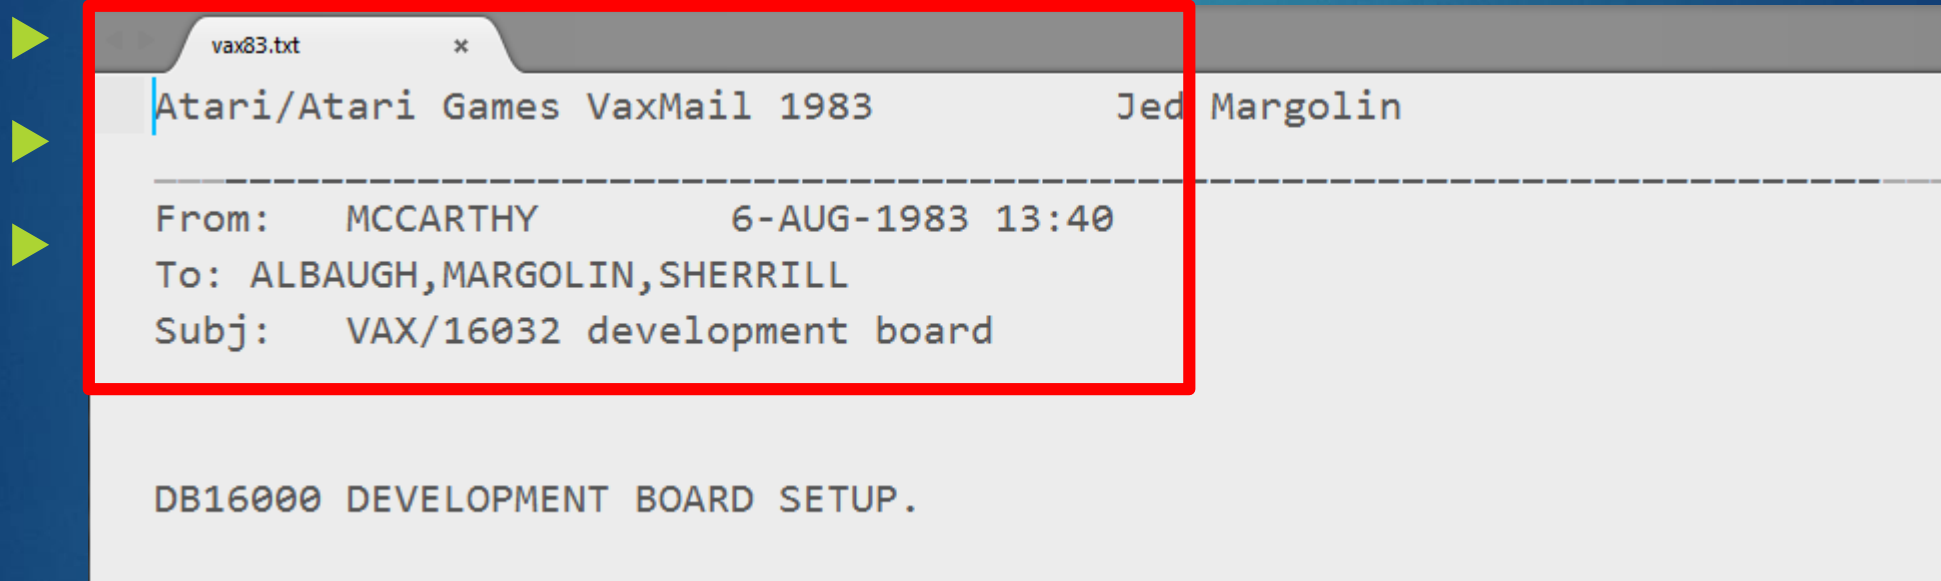 vax83.txt ×
Atari/Atari Games VaxMail 1983 Jed Margolin
From: MCCARTHY 6-AUG-1983 13:40
To: ALBAUGH,MARGOLIN,SHERRILL
Subj: VAX/16032 development board
DB16000 DEVELOPMENT BOARD SETUP.